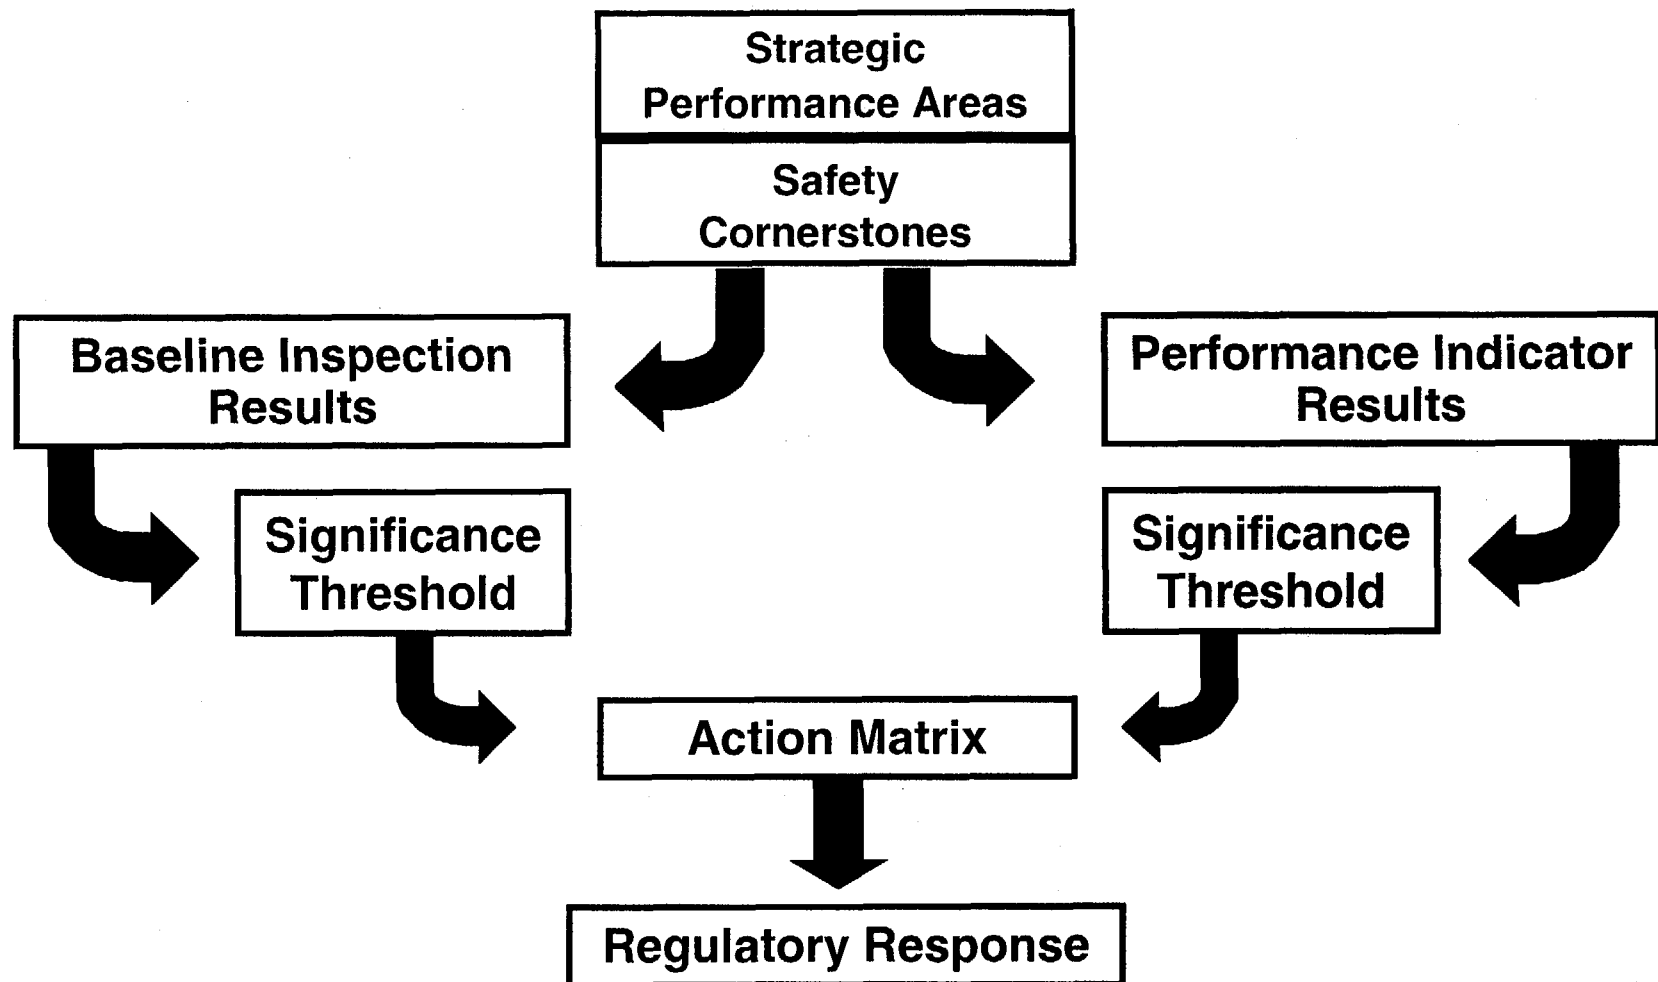 Strategic
Performance Areas
Safety
Cornerstones
Baseline Inspection
Results
Performance Indicator
Results
Significance
Threshold
Significance
Threshold
Action Matrix
Regulatory Response